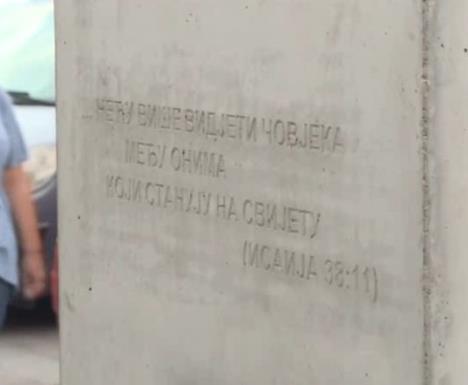 ...НЕЋУ ВИШЕ ВИДЈЕТИ ЧОВЈЕКА
МЕЂУ ОНИМА
КОЈИ СТАНУЈУ НА СВИЈЕТУ
(ИСАИЈА 38:11)